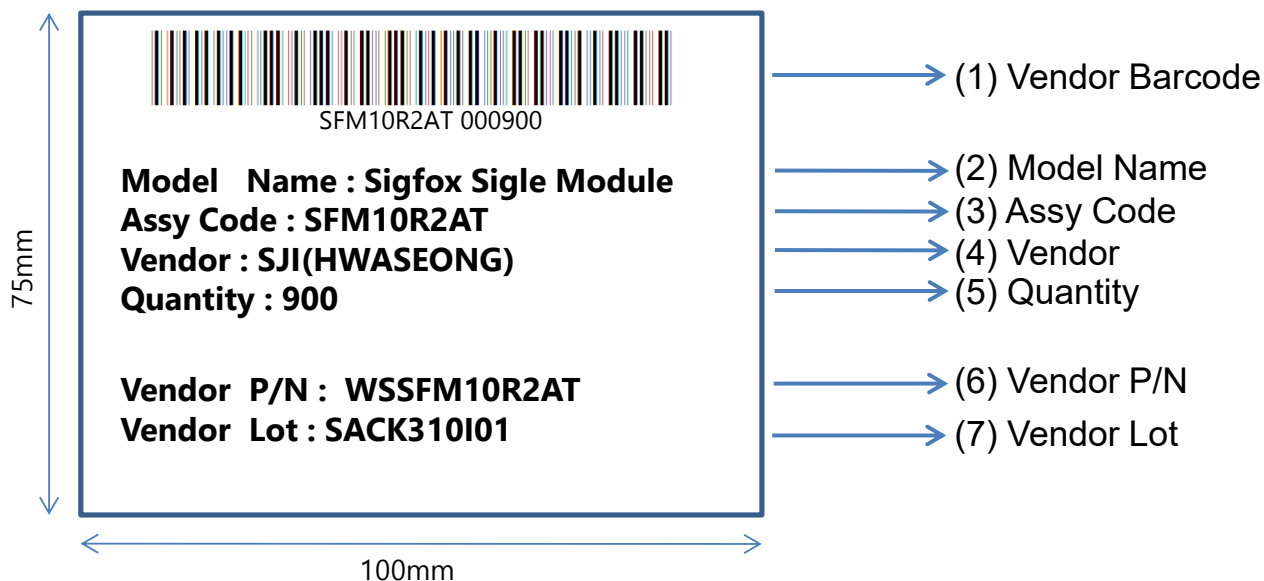 SFM10R2AT 000900
(1) Vendor Barcode
Model Name : Sigfox Sigle Module
(2) Model Name
Assy Code : SFM10R2AT
(3) Assy Code
Vendor : SJI(HWASEONG)
(4) Vendor
Quantity : 900
(5) Quantity
Vendor P/N : WSSFM10R2AT
(6) Vendor P/N
Vendor Lot : SACK310I01
(7) Vendor Lot
75mm
100mm